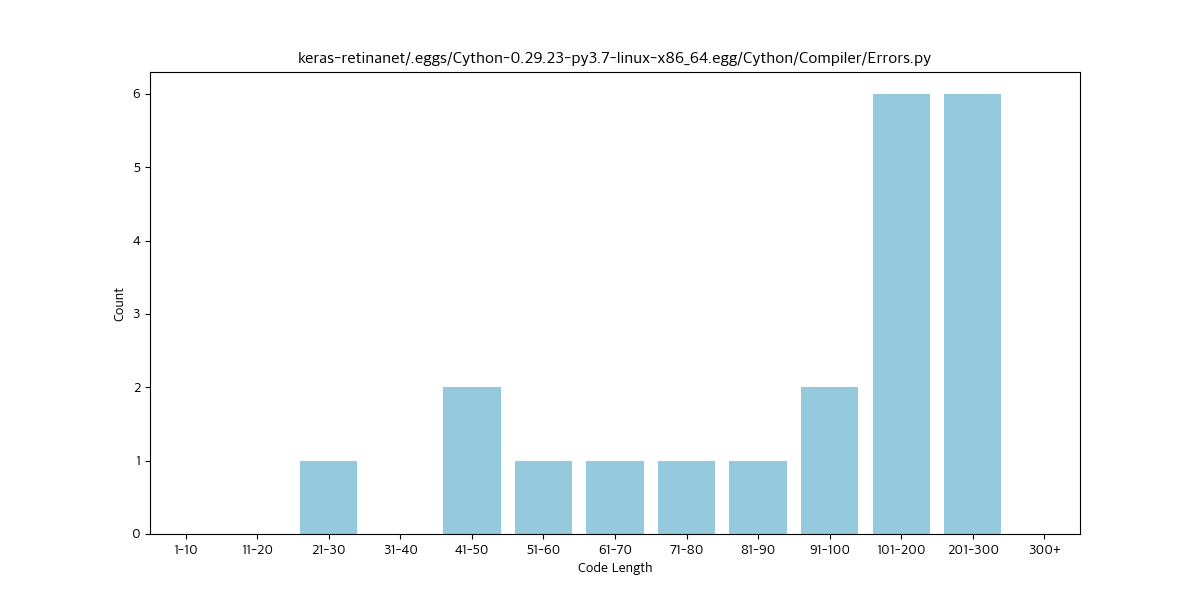 keras-retinanet/.eggs/Cython-0.29.23-py3.7-linux-x86_64.egg/Cython/Compiler/Errors.py
6
5
4
3
2
1
0
Count
1-10 11-20 21-30 31-40 41-50 51-60 61-70 71-80 81-90 91-100 101-200 201-300 300+
Code Length